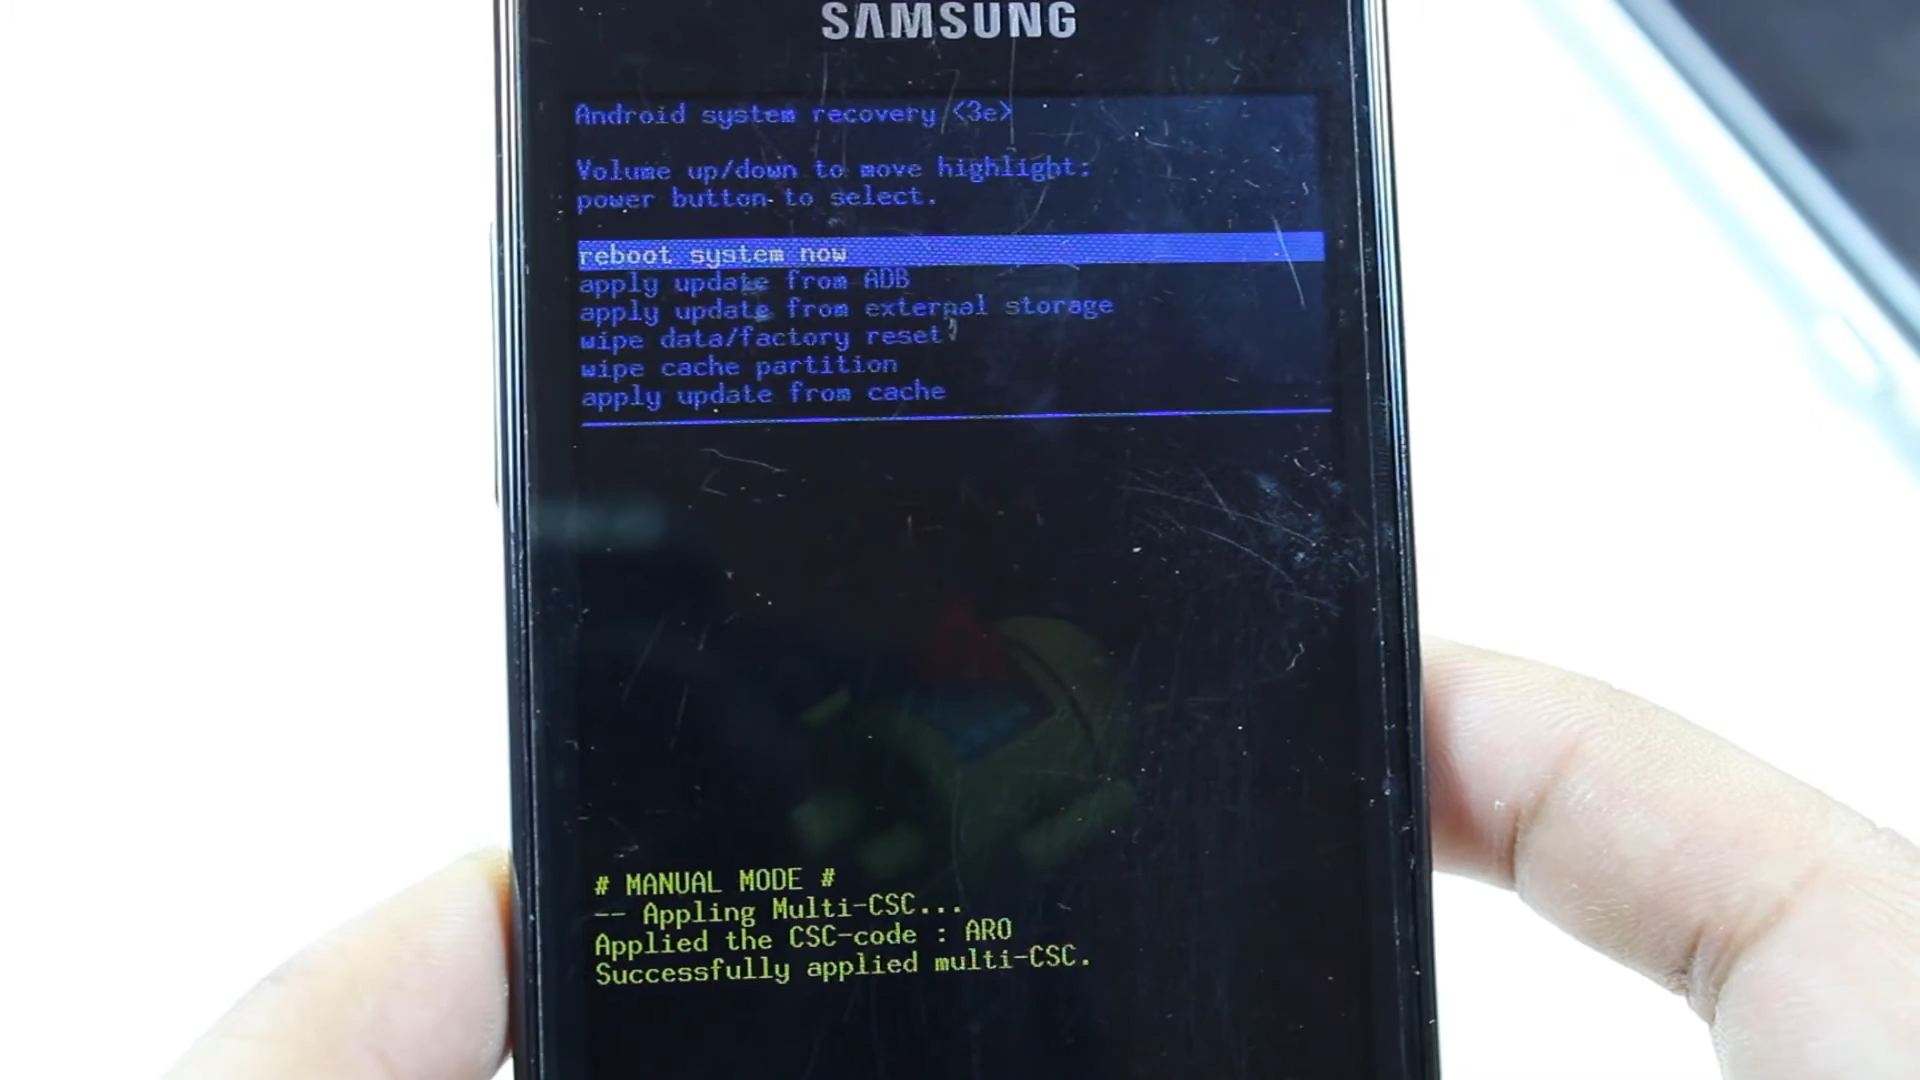 SAMSUNG
Android system recovery <3e>
Volume up/down to move highlight;
power button to select.
reboot system now
apply update from ADB
apply update from external storage
wipe data/factory reset
wipe cache partition
apply update from cache
# MANUAL MODE #
-- Appling Multi-CSC...
Applied the CSC-code : ARO
Successfully applied multi-CSC.